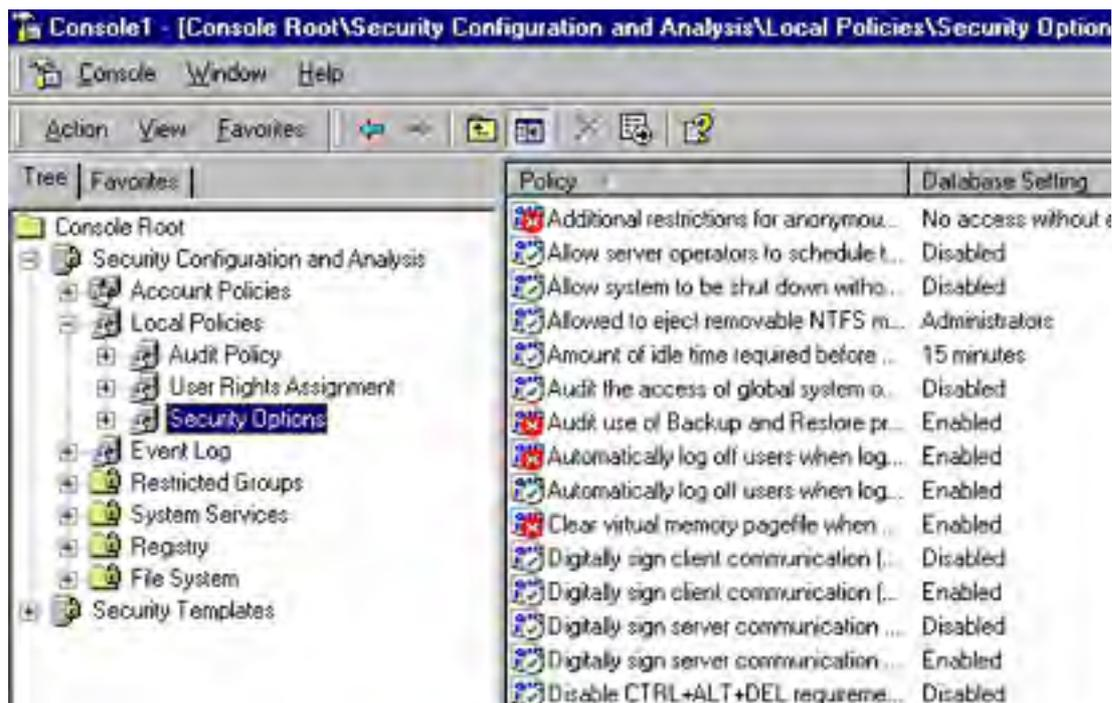 Console1 - [Console Root\Security Configuration and Analysis\Local Policies\Security Option
Console Window Help
Action View Favorites
Tree Favorites
Console Root
Security Configuration and Analysis
Account Policies
Local Policies
Audit Policy
User Rights Assignment
Security Options
Event Log
Restricted Groups
System Services
Registry
File System
Security Templates
Policy Database Setting
Additional restrictions for anonymou... No access without
Allow server operators to schedule t... Disabled
Allow system to be shut down witho... Disabled
Allowed to eject removable NTFS m... Administrators
Amount of idle time required before ... 15 minutes
Audit the access of global system o... Disabled
Audit use of Backup and Restore pr... Enabled
Automatically log off users when log... Enabled
Automatically log off users when log... Enabled
Clear virtual memory pagefile when ... Enabled
Digitally sign client communication (... Disabled
Digitally sign client communication (... Enabled
Digitally sign server communication ... Disabled
Digitally sign server communication ... Enabled
Disable CTRL+ALT+DEL requireme... Disabled